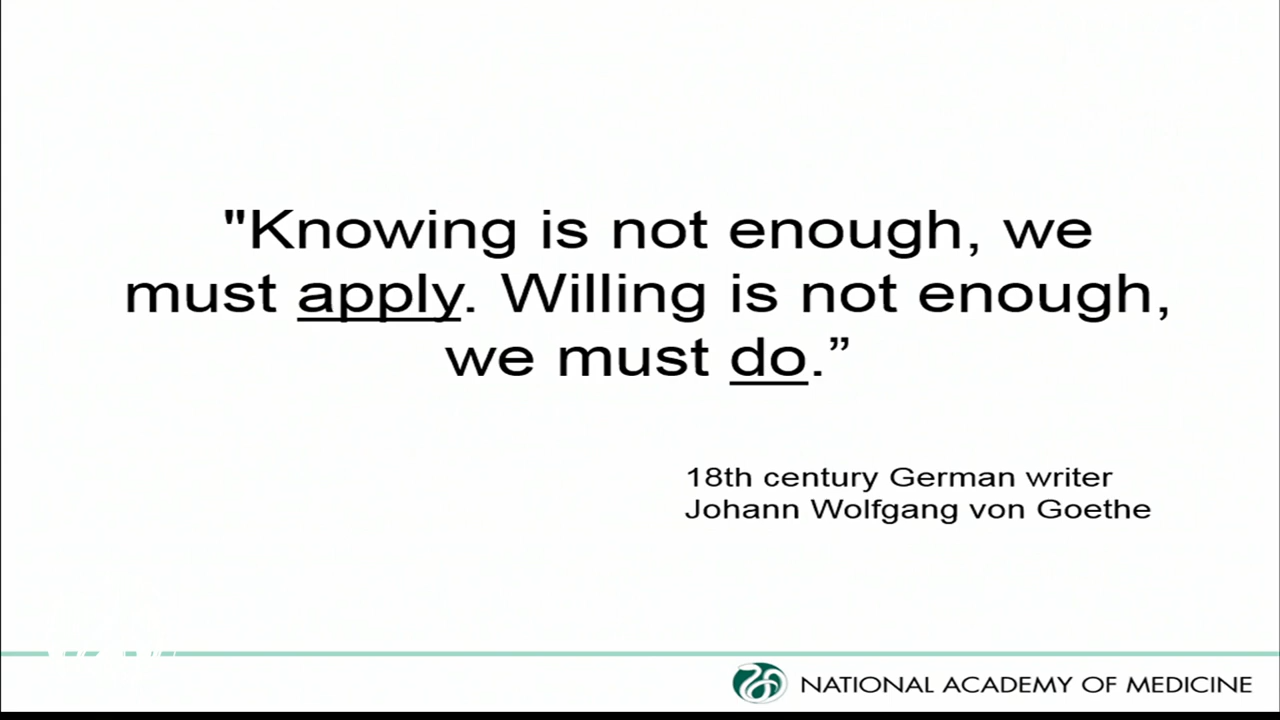 "Knowing is not enough, we
must apply. Willing is not enough,
we must do.”
18th century German writer
Johann Wolfgang von Goethe
NATIONAL ACADEMY OF MEDICINE